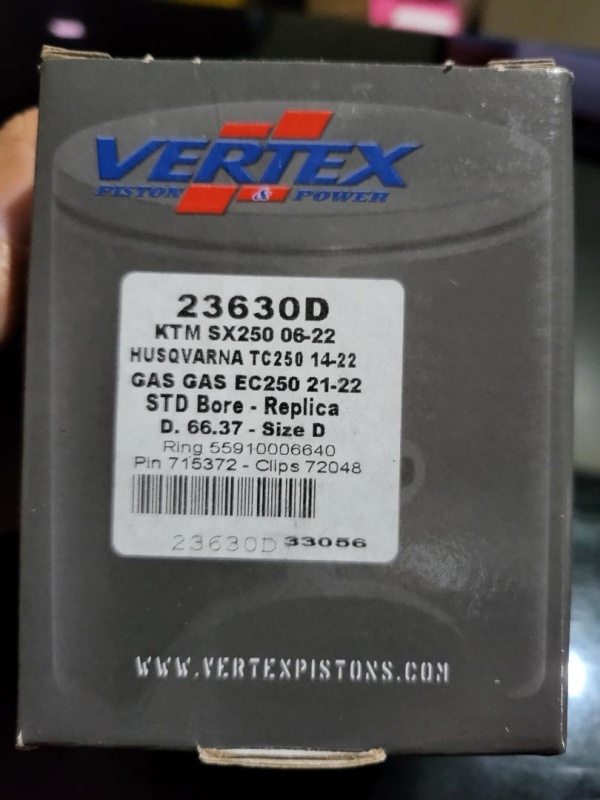 VERTEX
PISTON & POWER
23630D
KTM SX250 06-22
HUSQVARNA TC250 14-22
GAS GAS EC250 21-22
STD Bore - Replica
D. 66.37 - Size D
Ring 55910006640
Pin 715372 - Clips 72048
23630D 33056
WWW.VERTEXPISTONS.COM